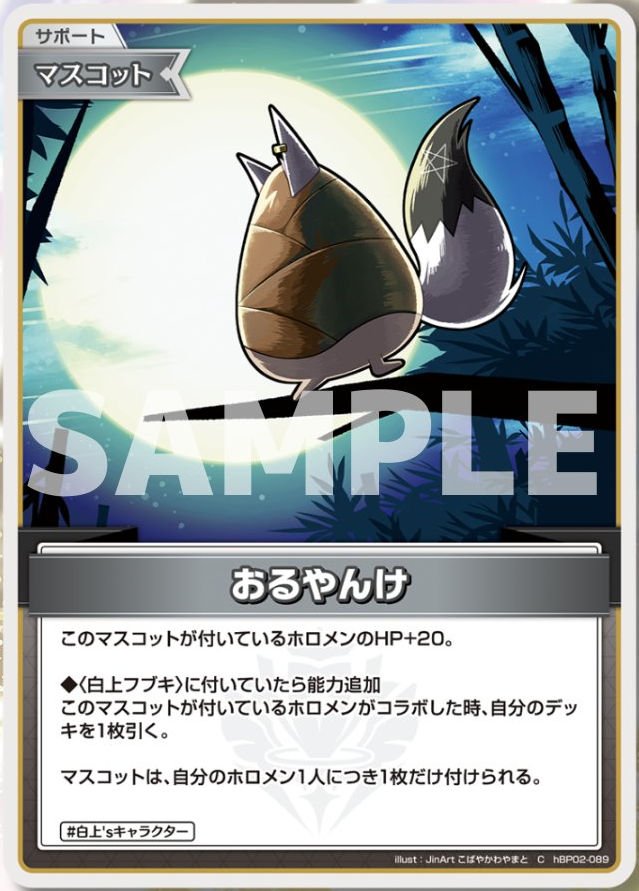 サポート
マスコット
SAMPLE
おるやんけ
このマスコットが付いているホロメンのHP+20。
◆〈白上フブキ〉に付いていたら能力追加
このマスコットが付いているホロメンがコラボした時、自分のデッ
キを1枚引く。
マスコットは、自分のホロメン1人につき1枚だけ付けられる。
#白上'sキャラクター
illust : JinArt こばやかわやまと C hBP02-089